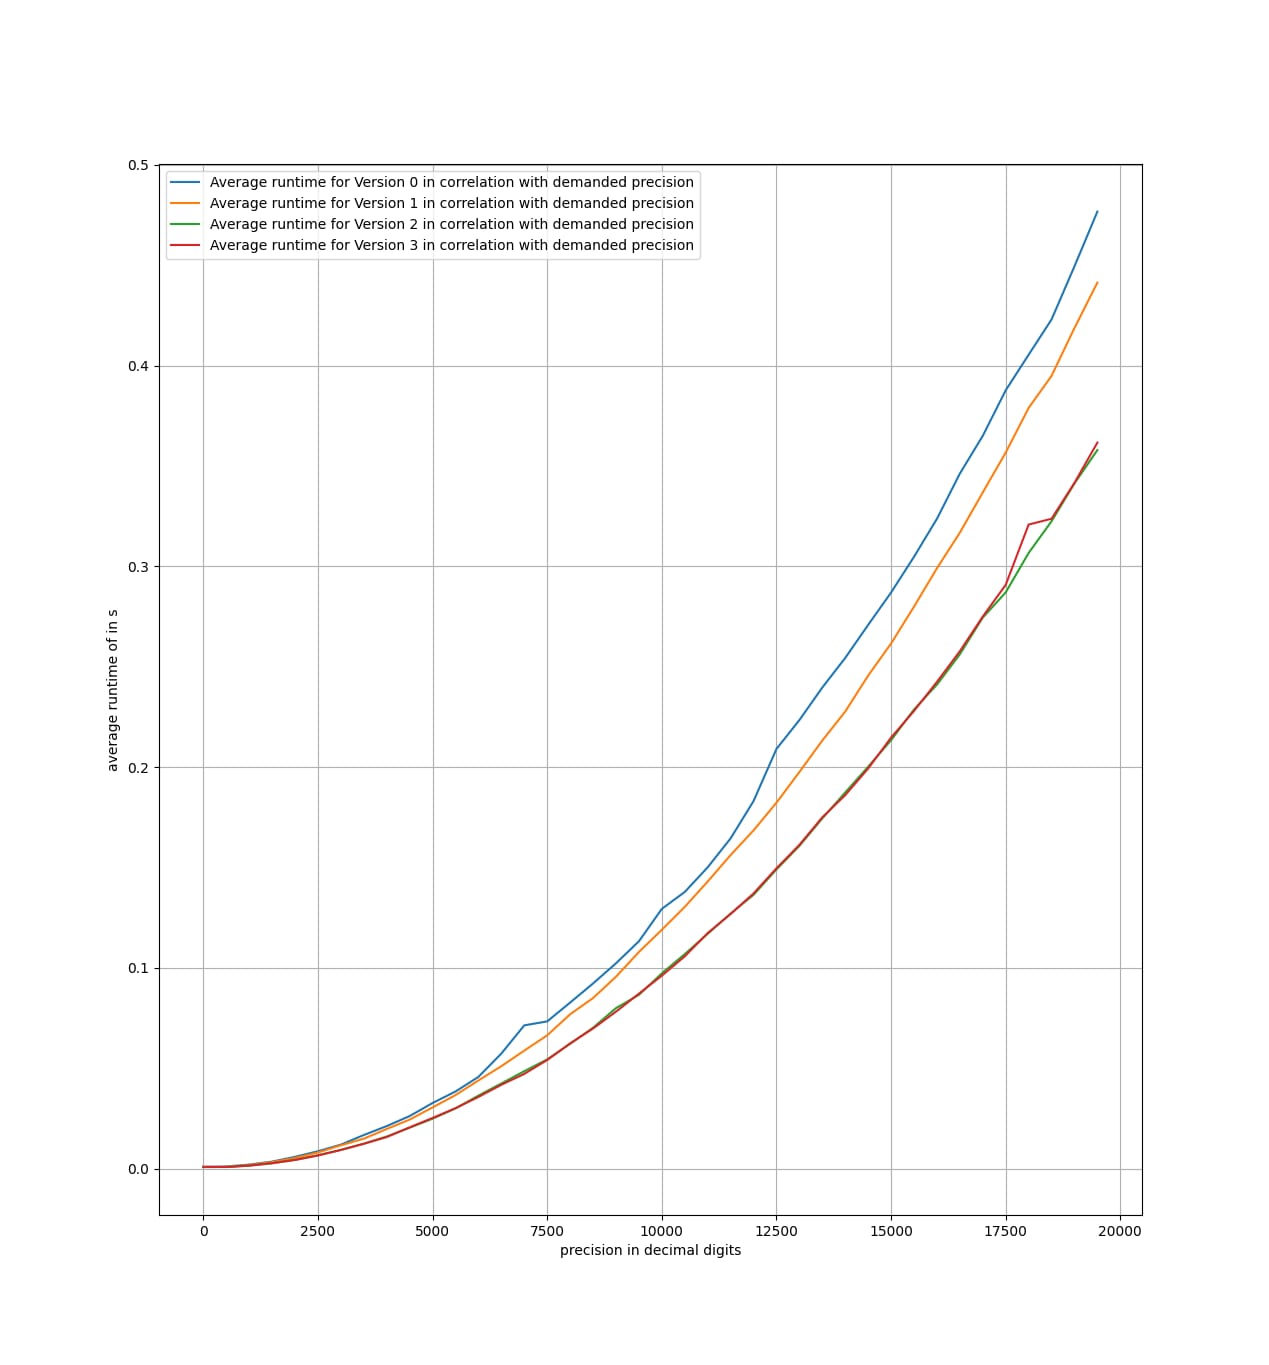 0.5
Average runtime for Version 0 in correlation with demanded precision
Average runtime for Version 1 in correlation with demanded precision
Average runtime for Version 2 in correlation with demanded precision
Average runtime for Version 3 in correlation with demanded precision
0.4
0.3
0.2
0.1
0.0
average runtime of in s
0 2500 5000 7500 10000 12500 15000 17500 20000
precision in decimal digits